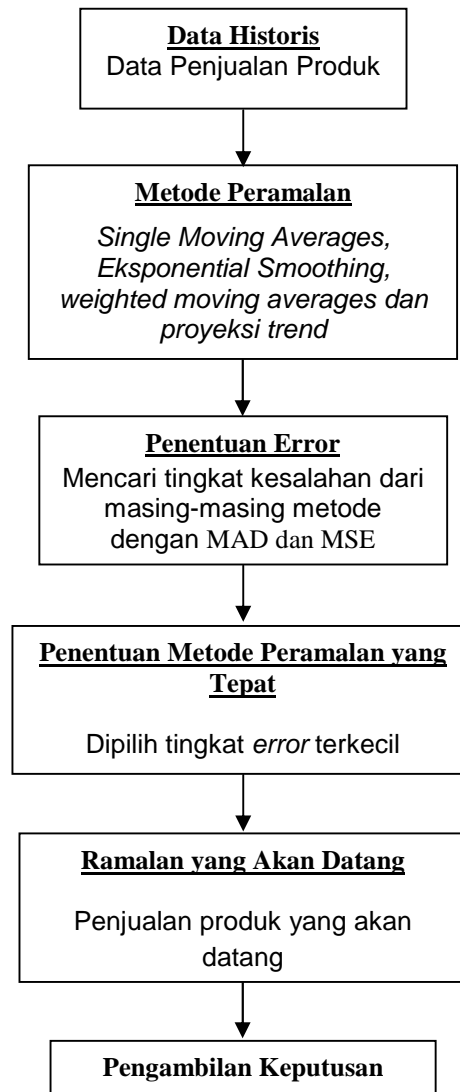 Data Historis
Data Penjualan Produk
Metode Peramalan
Single Moving Averages,
Eksponential Smoothing,
weighted moving averages dan
proyeksi trend
Penentuan Error
Mencari tingkat kesalahan dari
masing-masing metode
dengan MAD dan MSE
Penentuan Metode Peramalan yang
Tepat
Dipilih tingkat error terkecil
Ramalan yang Akan Datang
Penjualan produk yang akan
datang
Pengambilan Keputusan